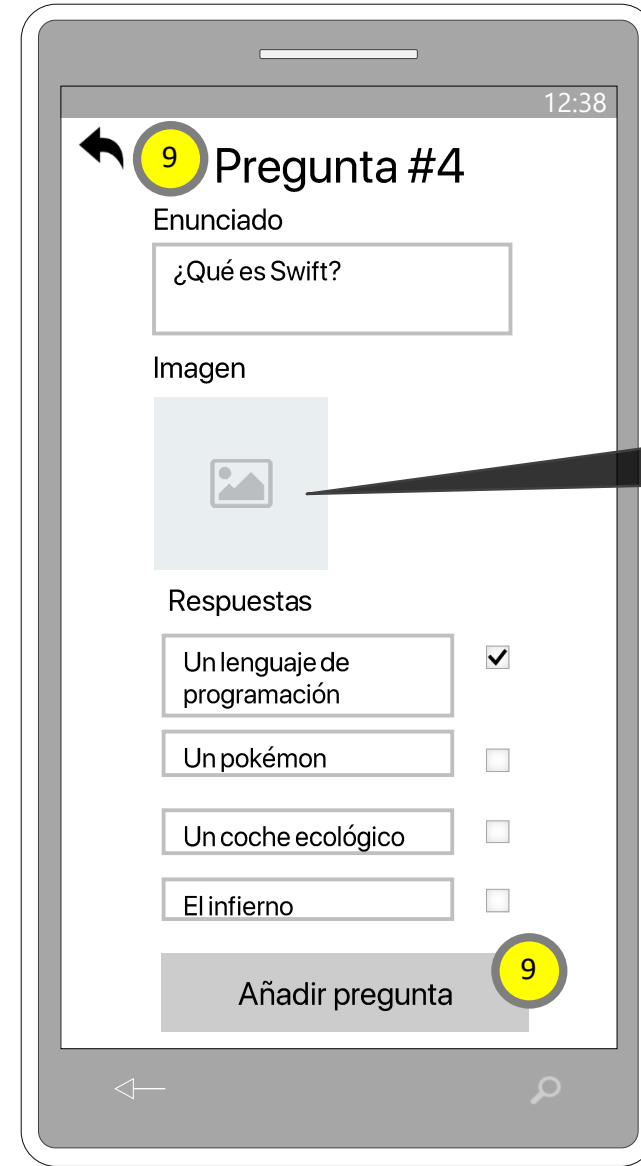 12:38
9
Pregunta #4
Enunciado
¿Qué es Swift?
Imagen
Respuestas
Un lenguaje de
programación
Un pokémon
Un coche ecológico
El infierno
9
Añadir pregunta